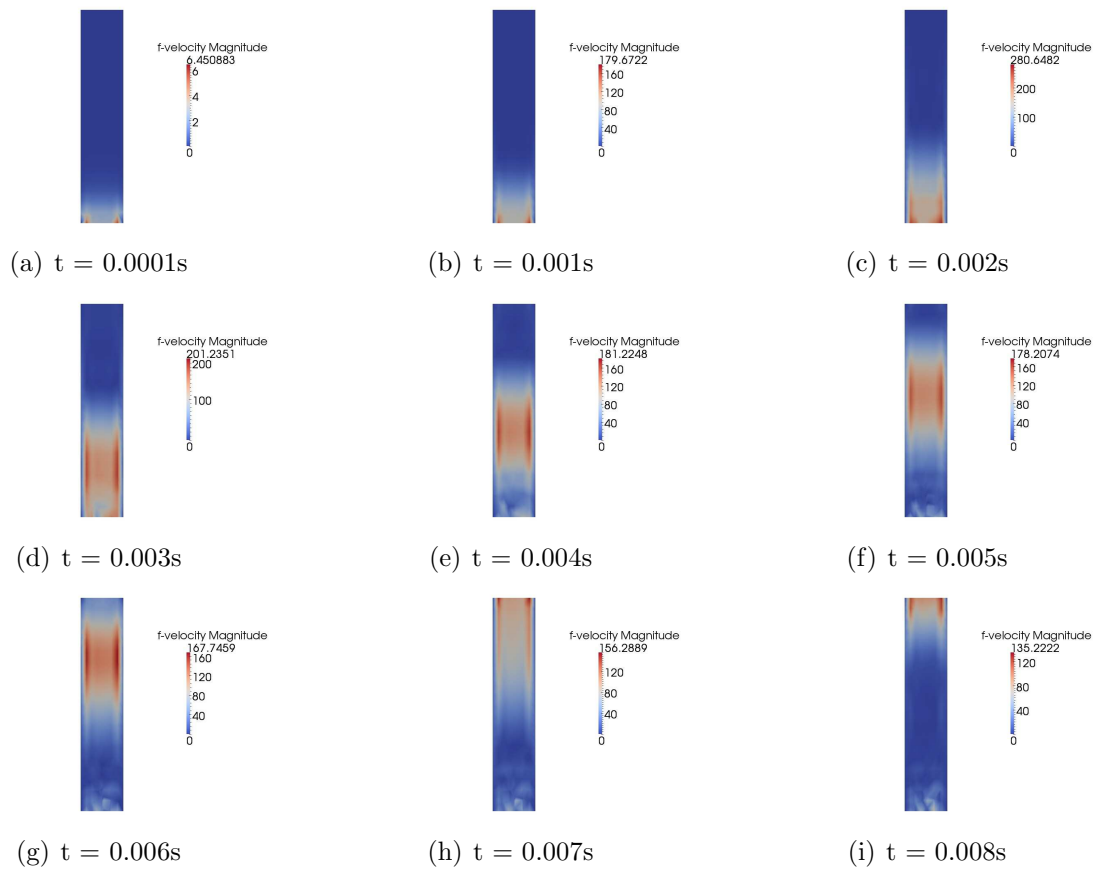 f-velocity Magnitude
6.450883
6
4
2
0
(a) t = 0.0001s
f-velocity Magnitude
179.6722
160
120
80
40
0
(b) t = 0.001s
f-velocity Magnitude
280.6482
200
100
0
(c) t = 0.002s
f-velocity Magnitude
201.2351
200
100
0
(d) t = 0.003s
f-velocity Magnitude
181.2248
160
120
80
40
0
(e) t = 0.004s
f-velocity Magnitude
178.2074
160
120
80
40
0
(f) t = 0.005s
f-velocity Magnitude
167.7459
160
120
80
40
0
(g) t = 0.006s
f-velocity Magnitude
156.2889
120
80
40
0
(h) t = 0.007s
f-velocity Magnitude
135.2222
120
80
40
0
(i) t = 0.008s